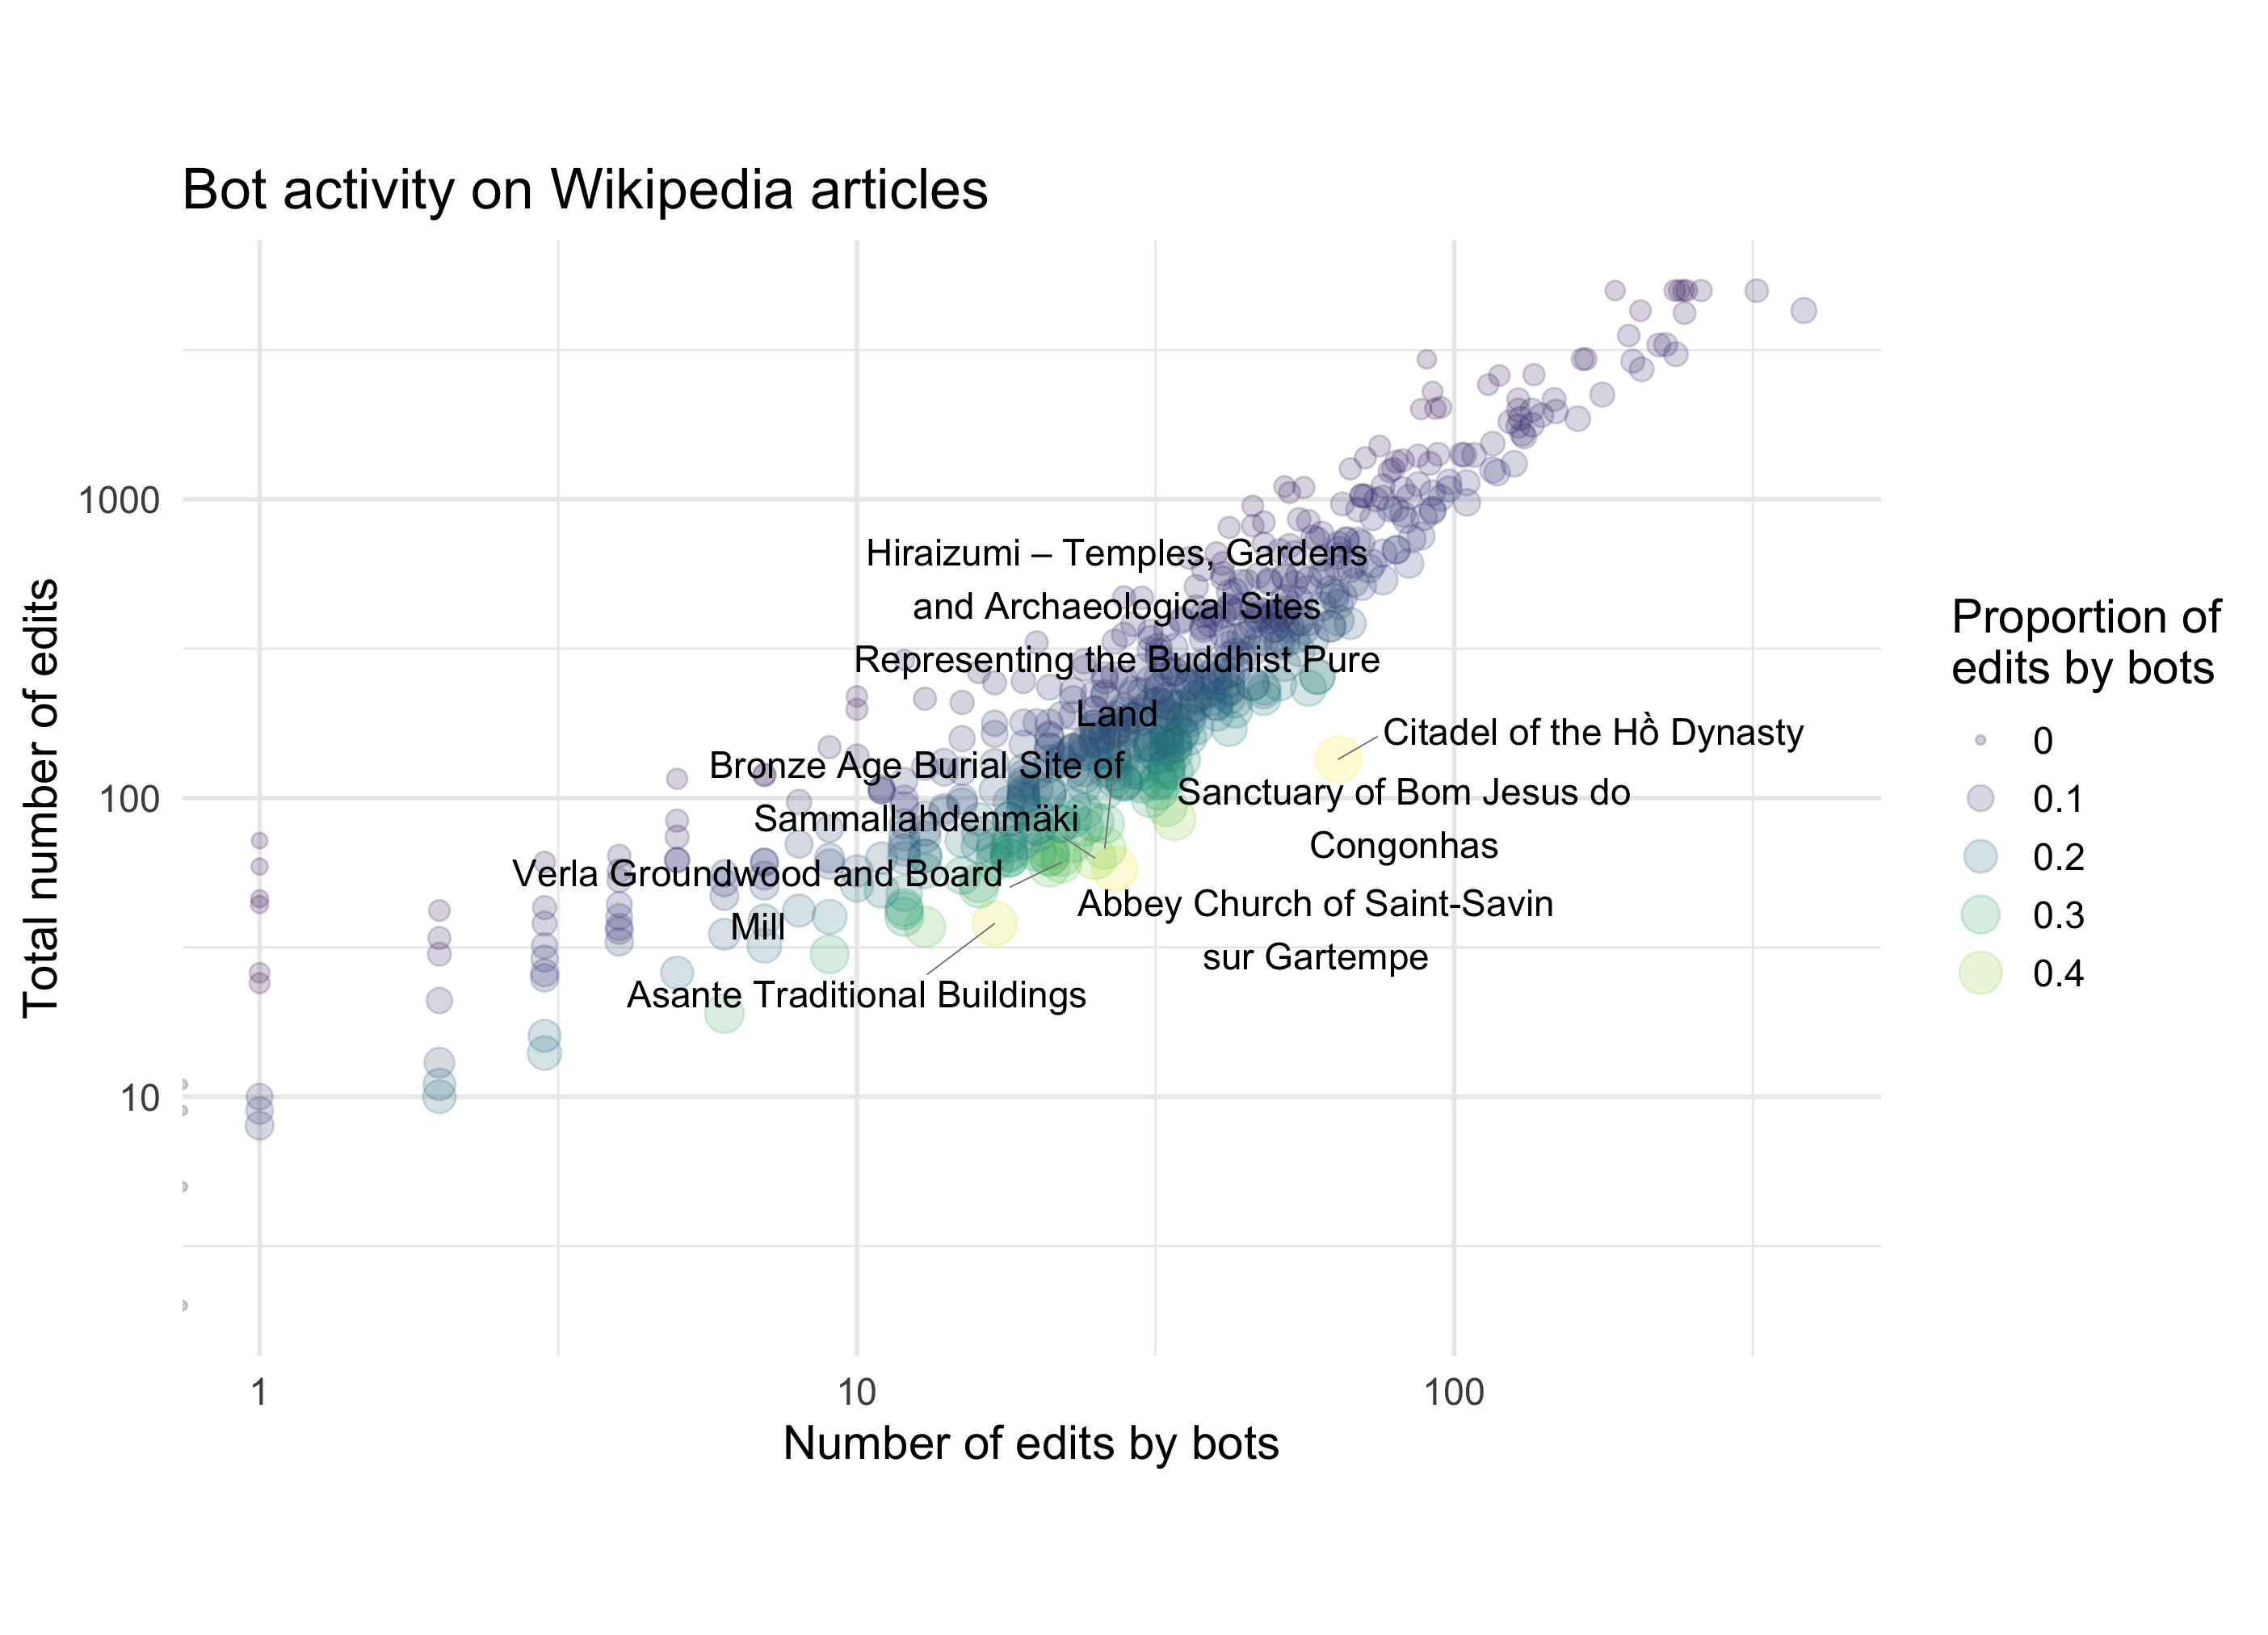 Bot activity on Wikipedia articles
Total number of edits
1000
100
10
Hiraizumi – Temples, Gardens
and Archaeological Sites
Representing the Buddhist Pure
Land
Citadel of the Hồ Dynasty
Bronze Age Burial Site of
Sammallahdenmäki
Sanctuary of Bom Jesus do
Congonhas
Verla Groundwood and Board
Mill
Abbey Church of Saint-Savin
sur Gartempe
Asante Traditional Buildings
1
10
100
Number of edits by bots
Proportion of
edits by bots
0
0.1
0.2
0.3
0.4